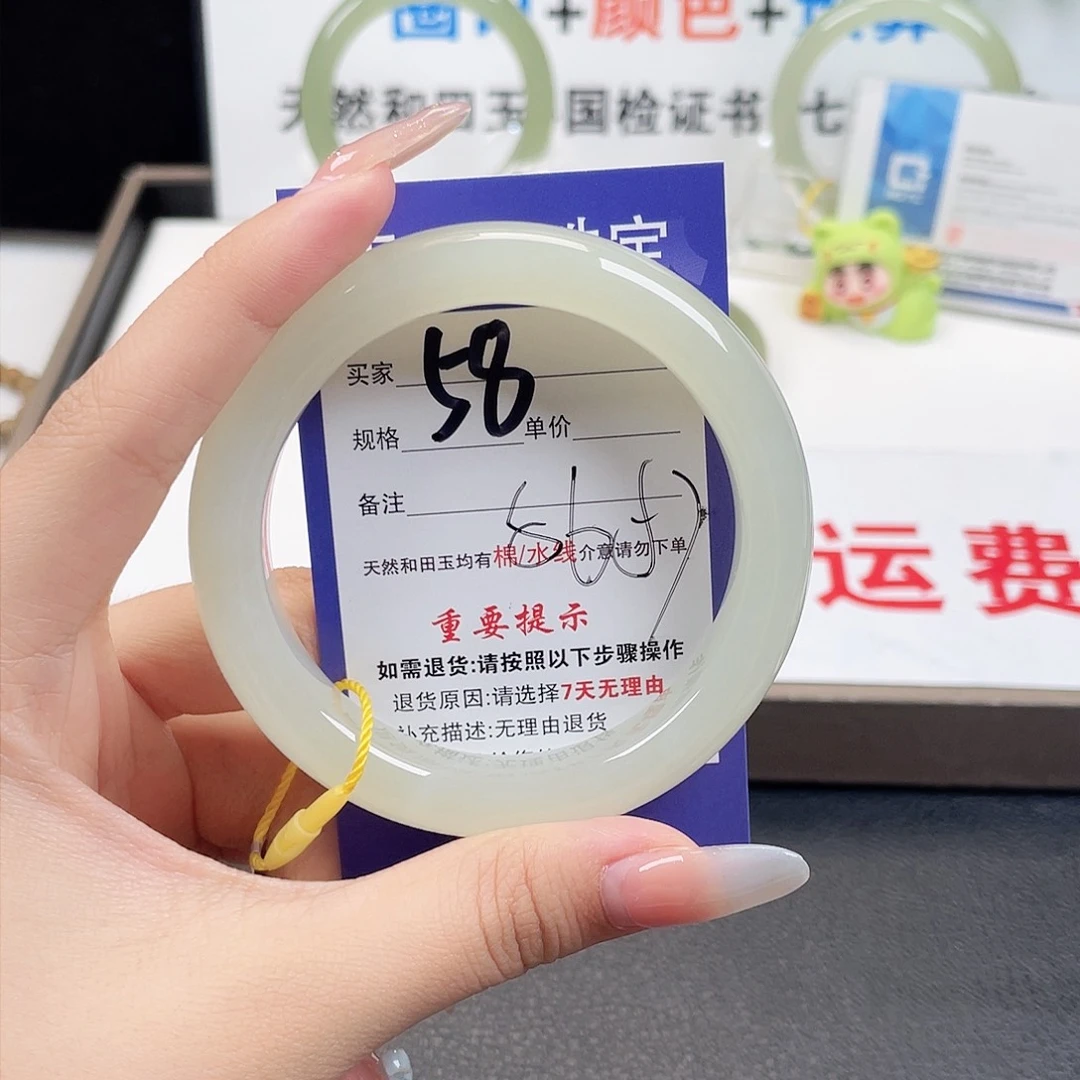 颜色+
天然和田玉 国检证书 七
买家 58
规格 单价
备注
天然和田玉均有棉/水线介意请勿下单
重要提示
如需退货:请按照以下步骤操作
退货原因:请选择7天无理由
补充描述:无理由退货
运费